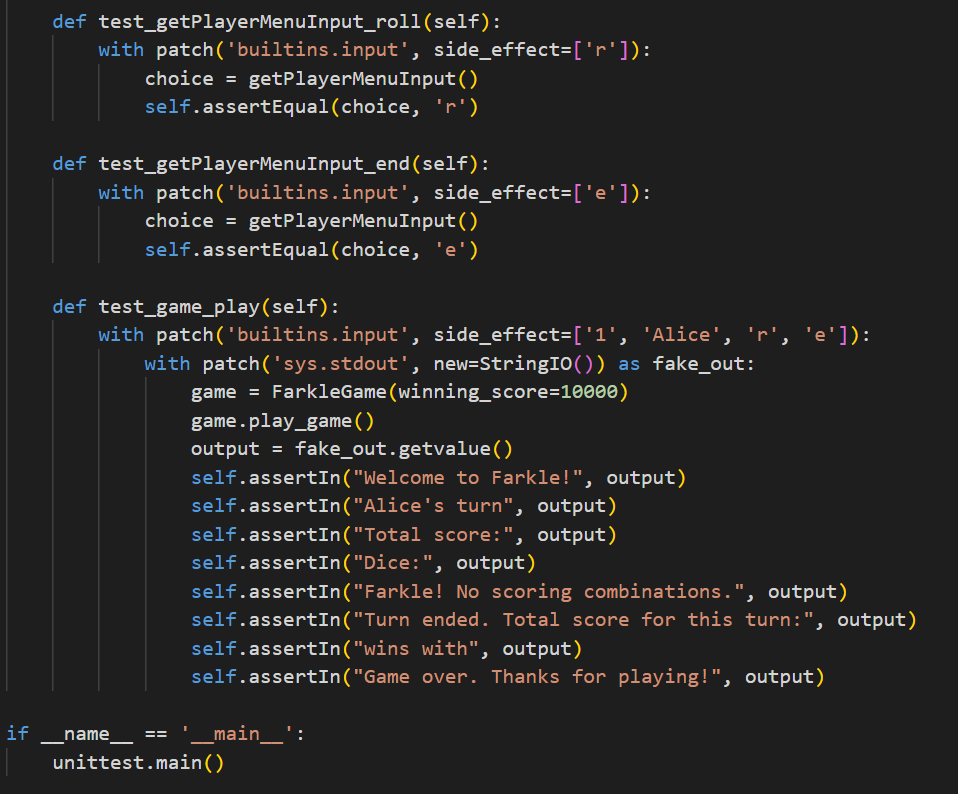 def test_getPlayerMenuInput_roll(self):
with patch('builtins.input', side_effect=['r']):
choice = getPlayerMenuInput()
self.assertEqual(choice, 'r')
def test_getPlayerMenuInput_end(self):
with patch('builtins.input', side_effect=['e']):
choice = getPlayerMenuInput()
self.assertEqual(choice, 'e')
def test_game_play(self):
with patch('builtins.input', side_effect=['1', 'Alice', 'r', 'e']):
with patch('sys.stdout', new=StringIO()) as fake_out:
game = FarkleGame(winning_score=10000)
game.play_game()
output = fake_out.getvalue()
self.assertIn("Welcome to Farkle!", output)
self.assertIn("Alice's turn", output)
self.assertIn("Total score:", output)
self.assertIn("Dice:", output)
self.assertIn("Farkle! No scoring combinations.", output)
self.assertIn("Turn ended. Total score for this turn:", output)
self.assertIn("wins with", output)
self.assertIn("Game over. Thanks for playing!", output)
if __name__ == '__main__':
unittest.main()